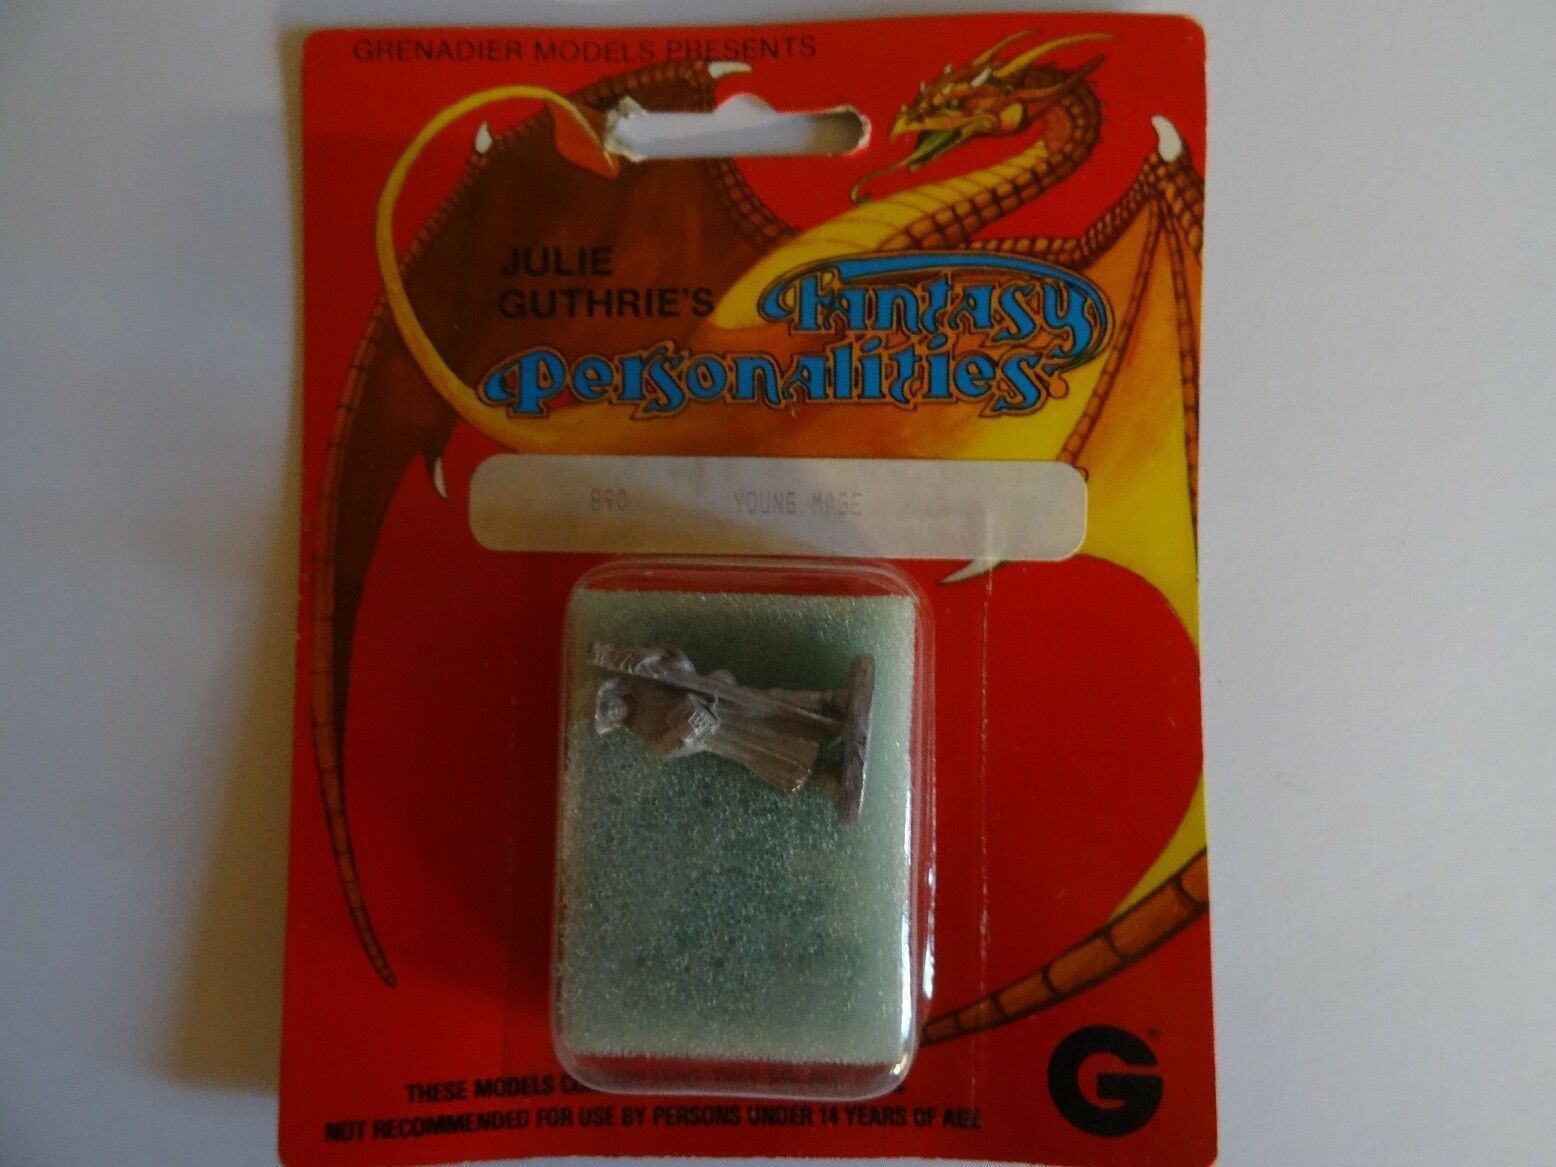 GRENADIER MODELS PRESENTS
JULIE
GUTHRIE'S
Fantasy
Personalities
890 YOUNG MAGE
THESE MODELS
NOT RECOMMENDED FOR USE BY PERSONS UNDER 14 YEARS OF AGE
G®